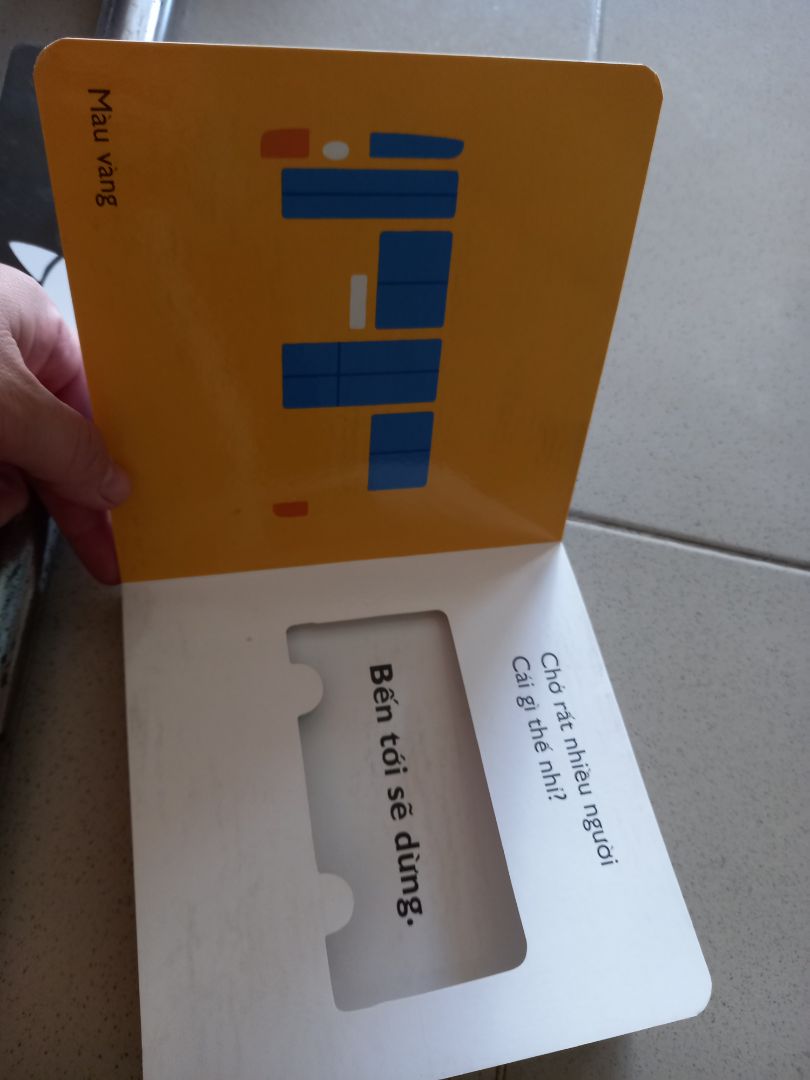 Màu vàng
Chở rất nhiều người
Cái gì thế nhỉ?
Bến tới sẽ dừng.